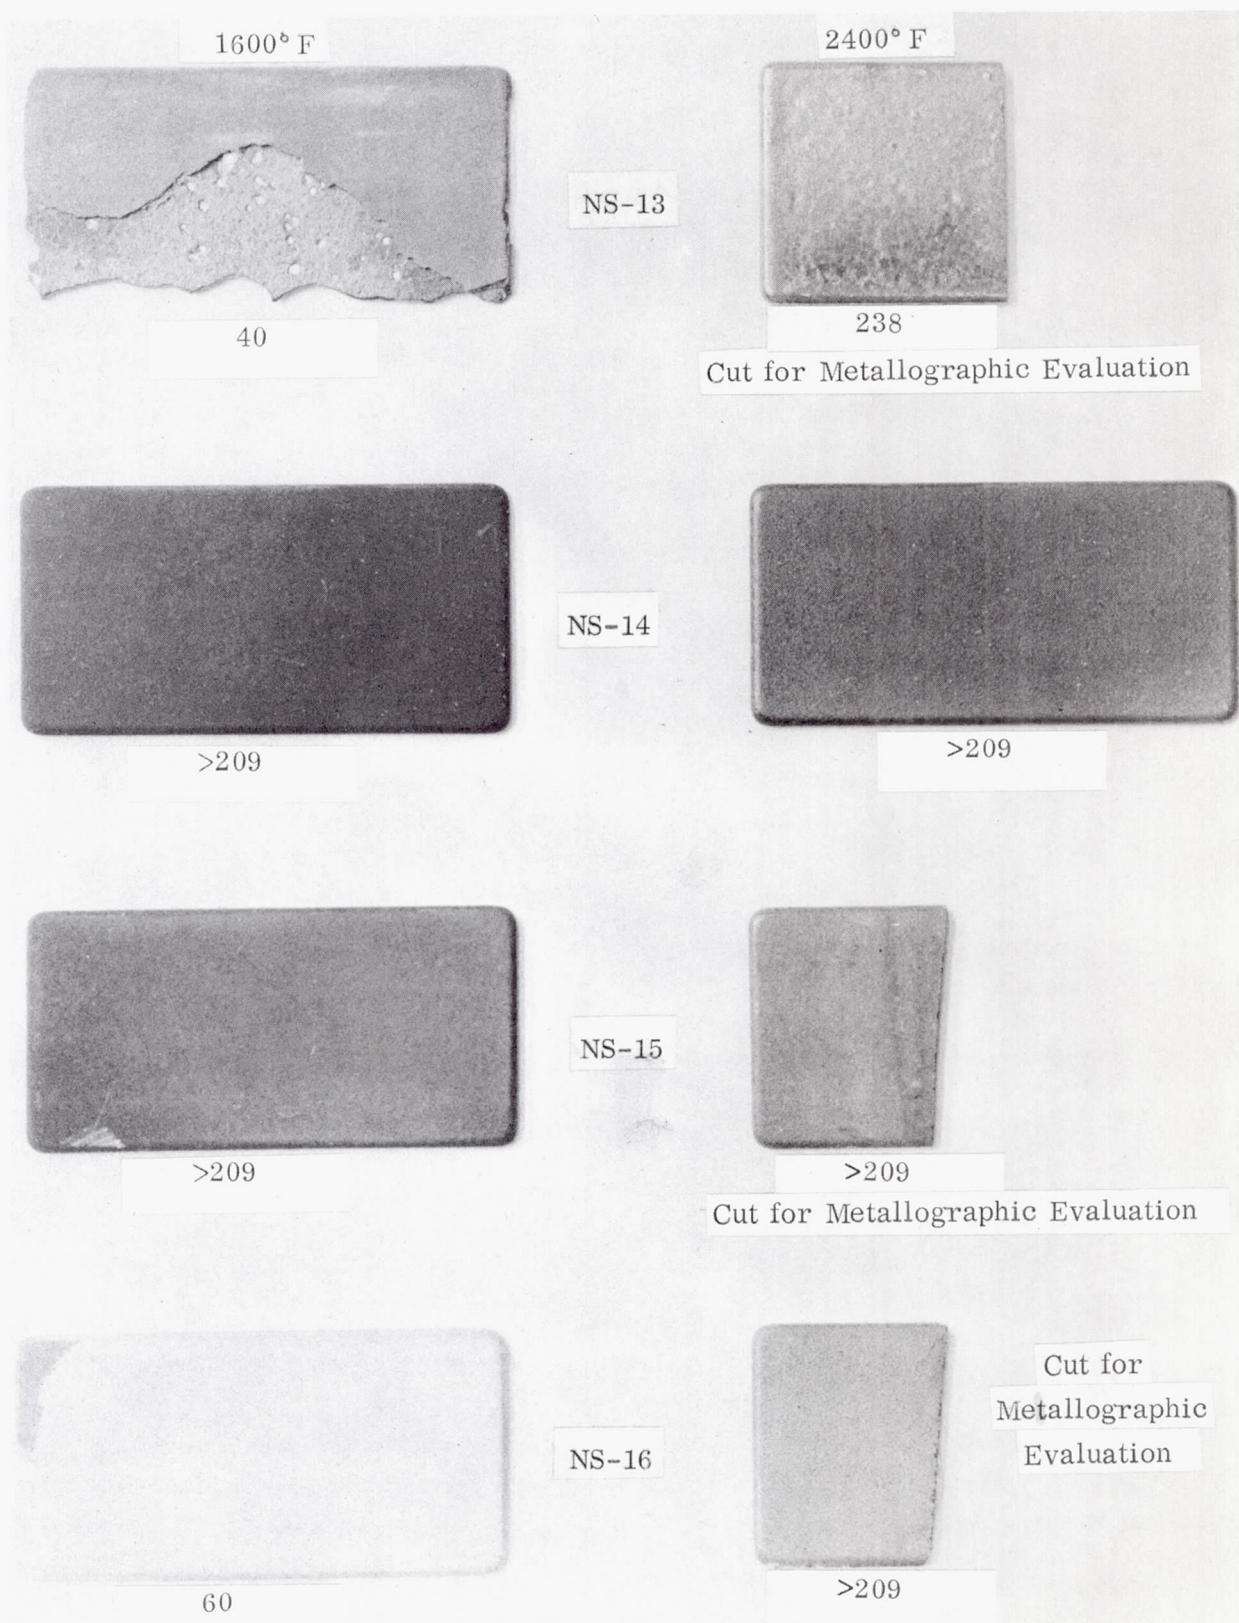 1600° F
2400° F
NS-13
40
238
Cut for Metallographic Evaluation
NS-14
>209
>209
NS-15
>209
>209
Cut for Metallographic Evaluation
Cut for
Metallographic
Evaluation
NS-16
60
>209